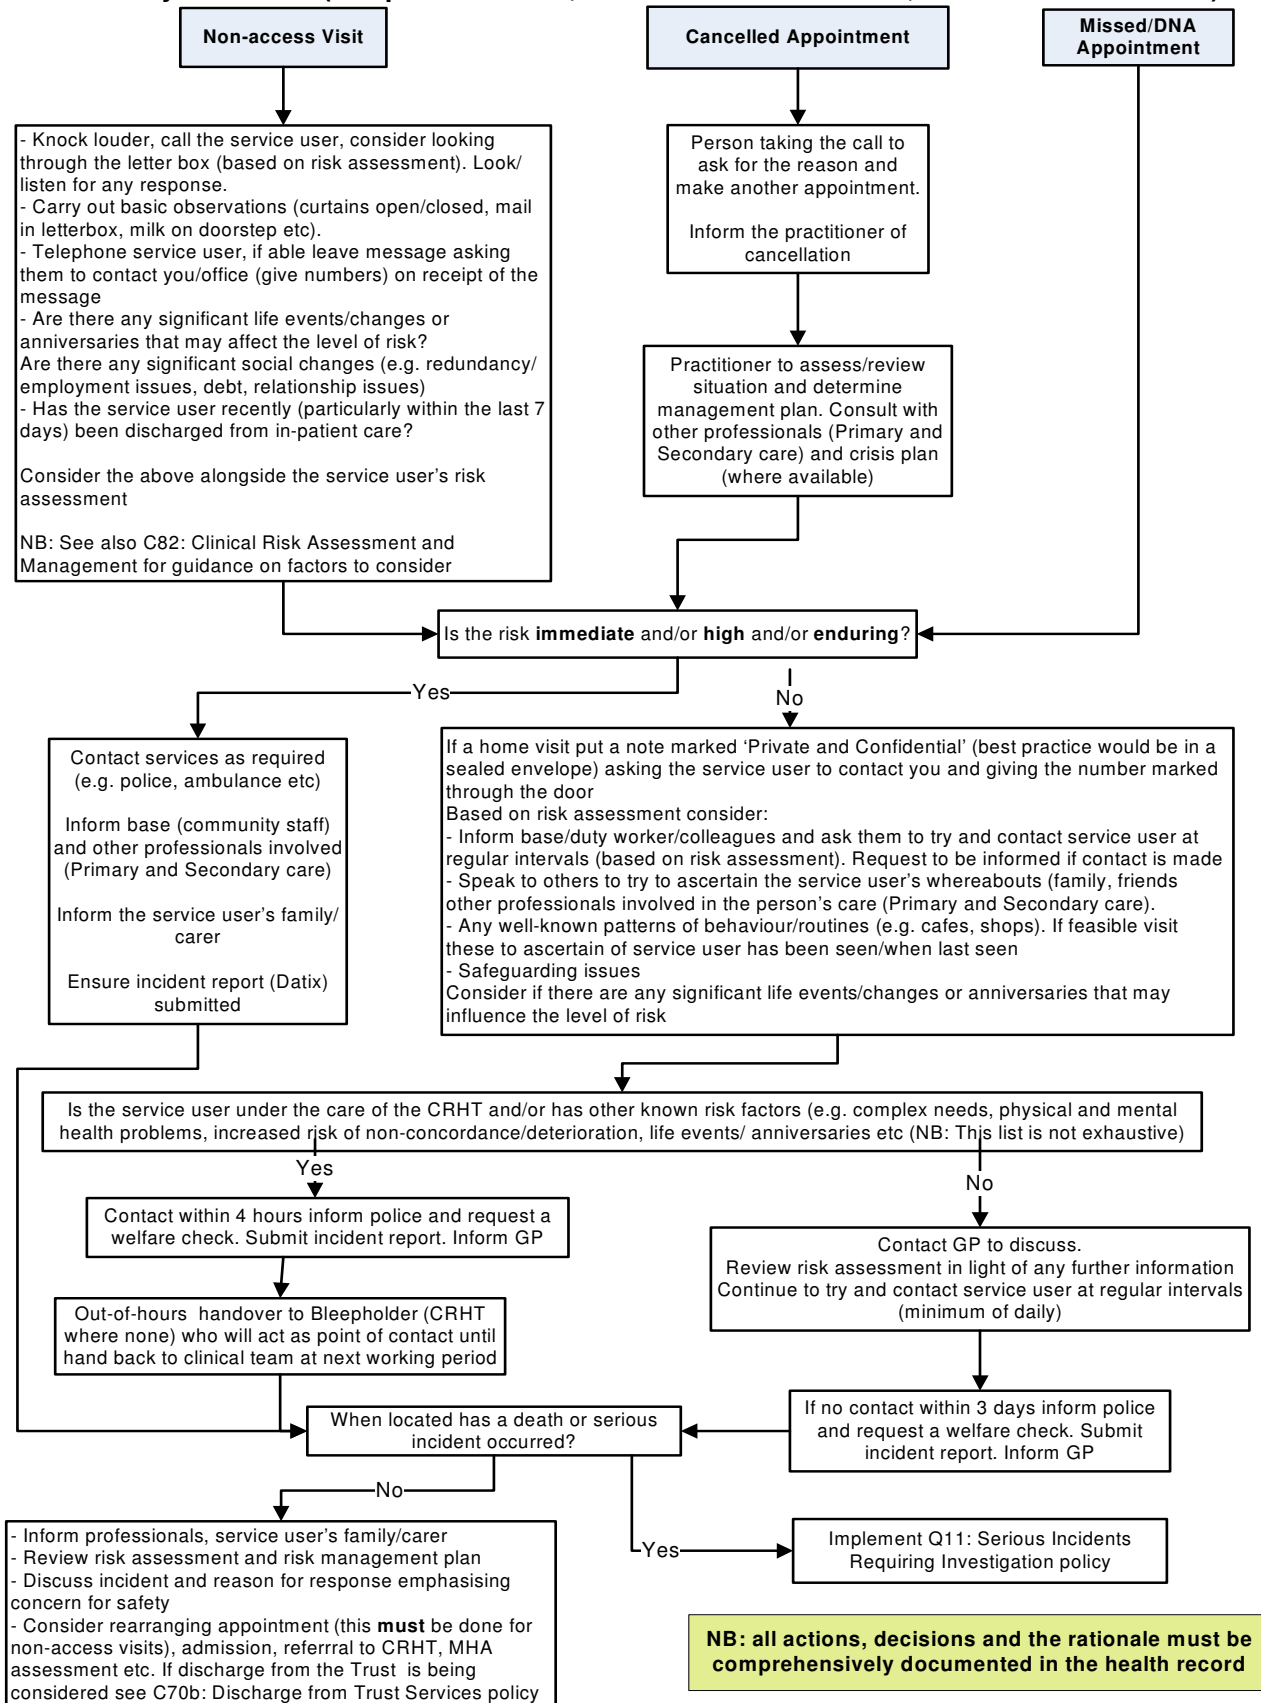 Non-access Visit
Cancelled Appointment
Missed/DNA
Appointment
- Knock louder, call the service user, consider looking
through the letter box (based on risk assessment). Look/
listen for any response.
- Carry out basic observations (curtains open/closed, mail
in letterbox, milk on doorstep etc).
- Telephone service user, if able leave message asking
them to contact you/office (give numbers) on receipt of the
message
- Are there any significant life events/changes or
anniversaries that may affect the level of risk?
Are there any significant social changes (e.g. redundancy/
employment issues, debt, relationship issues)
- Has the service user recently (particularly within the last 7
days) been discharged from in-patient care?
Consider the above alongside the service user's risk
assessment
NB: See also C82: Clinical Risk Assessment and
Management for guidance on factors to consider
Person taking the call to
ask for the reason and
make another appointment.
Inform the practitioner of
cancellation
Practitioner to assess/review
situation and determine
management plan. Consult with
other professionals (Primary and
Secondary care) and crisis plan
(where available)
Is the risk immediate and/or high and/or enduring?
Yes
No
Contact services as required
(e.g. police, ambulance etc)
Inform base (community staff)
and other professionals involved
(Primary and Secondary care)
Inform the service user's family/
carer
Ensure incident report (Datix)
submitted
If a home visit put a note marked ‘Private and Confidential’ (best practice would be in a
sealed envelope) asking the service user to contact you and giving the number marked
through the door
Based on risk assessment consider:
- Inform base/duty worker/colleagues and ask them to try and contact service user at
regular intervals (based on risk assessment). Request to be informed if contact is made
- Speak to others to try to ascertain the service user's whereabouts (family, friends
other professionals involved in the person's care (Primary and Secondary care).
- Any well-known patterns of behaviour/routines (e.g. cafes, shops). If feasible visit
these to ascertain of service user has been seen/when last seen
- Safeguarding issues
Consider if there are any significant life events/changes or anniversaries that may
influence the level of risk
Is the service user under the care of the CRHT and/or has other known risk factors (e.g. complex needs, physical and mental
health problems, increased risk of non-concordance/deterioration, life events/ anniversaries etc (NB: This list is not exhaustive)
Yes
No
Contact within 4 hours inform police and request a
welfare check. Submit incident report. Inform GP
Out-of-hours handover to Bleepholder (CRHT
where none) who will act as point of contact until
hand back to clinical team at next working period
Contact GP to discuss.
Review risk assessment in light of any further information
Continue to try and contact service user at regular intervals
(minimum of daily)
If no contact within 3 days inform police
and request a welfare check. Submit
incident report. Inform GP
When located has a death or serious
incident occurred?
No
Yes
- Inform professionals, service user's family/carer
- Review risk assessment and risk management plan
- Discuss incident and reason for response emphasising
concern for safety
- Consider rearranging appointment (this must be done for
non-access visits), admission, referrral to CRHT, MHA
assessment etc. If discharge from the Trust is being
considered see C70b: Discharge from Trust Services policy
Implement Q11: Serious Incidents
Requiring Investigation policy
NB: all actions, decisions and the rationale must be
comprehensively documented in the health record